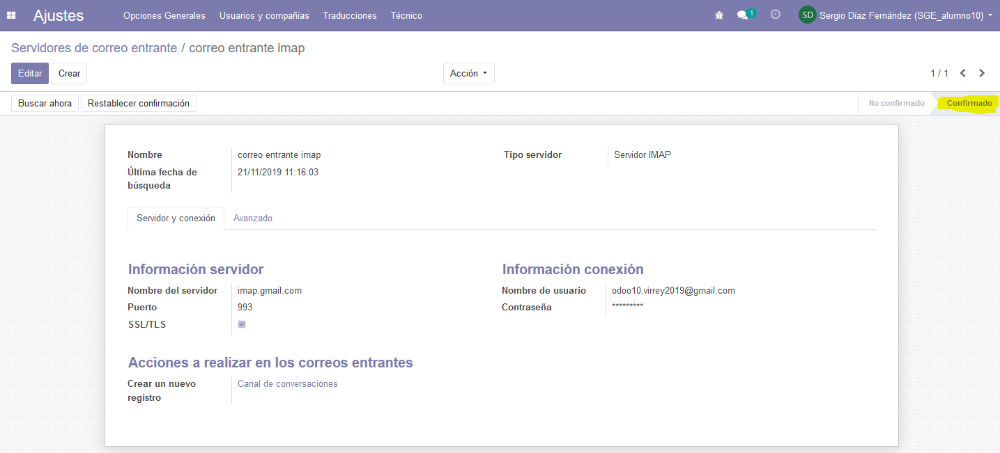 Ajustes Opciones Generales Usuarios y compañías Traducciones Técnico 1 SD Sergio Díaz Fernández (SGE_alumno10)
Servidores de correo entrante / correo entrante imap
Editar Crear Acción 1 / 1
Buscar ahora Restablecer confirmación No confirmado Confirmado
Nombre correo entrante imap Tipo servidor Servidor IMAP
Última fecha de 21/11/2019 11:16:03
búsqueda
Servidor y conexión Avanzado
Información servidor Información conexión
Nombre del servidor imap.gmail.com Nombre de usuario odoo10.virrey2019@gmail.com
Puerto 993 Contraseña *********
SSL/TLS
Acciones a realizar en los correos entrantes
Crear un nuevo Canal de conversaciones
registro